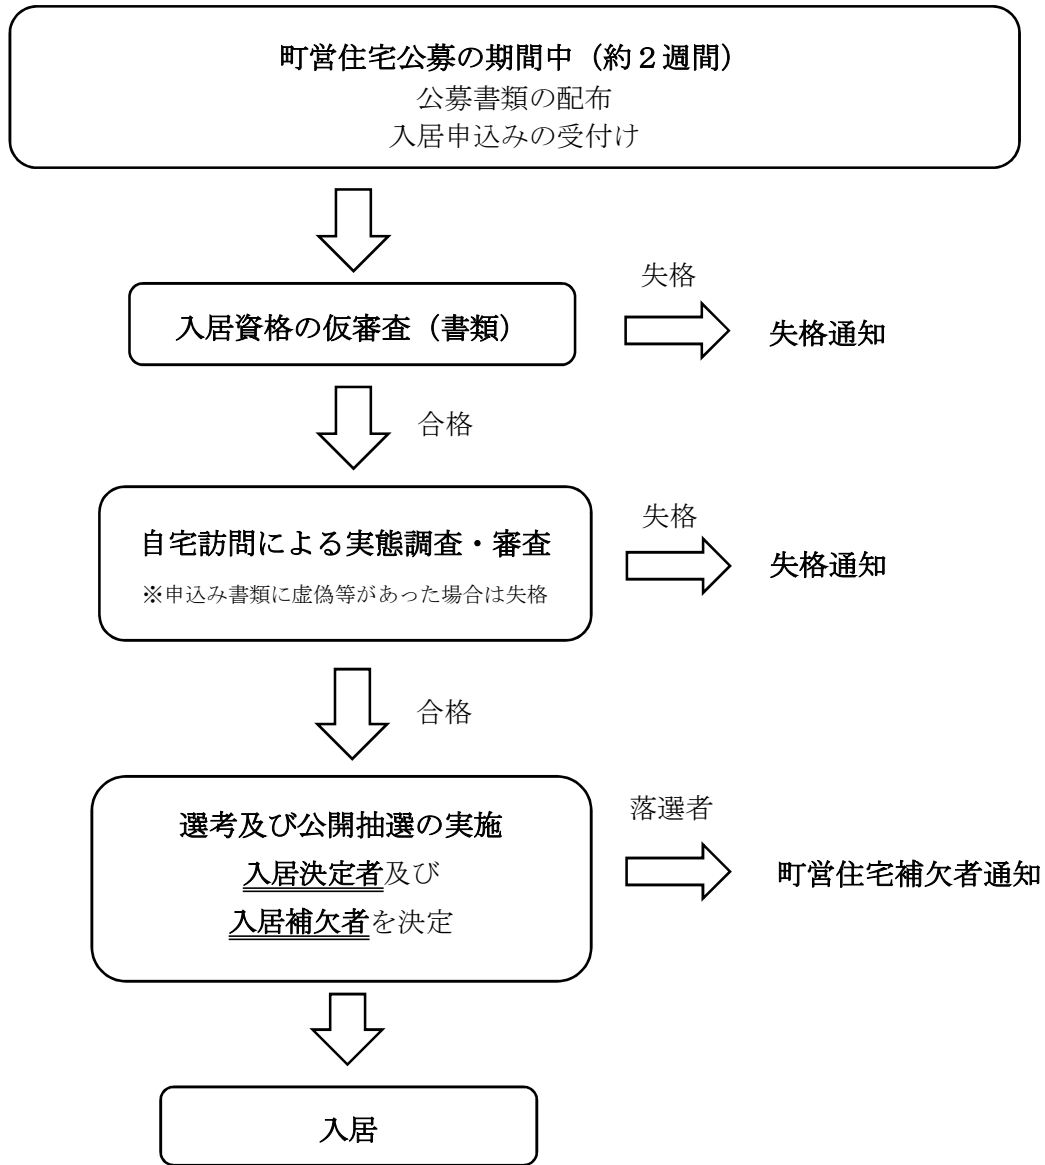 町営住宅公募の期間中（約２週間）
公募書類の配布
入居申込みの受付け
失格
入居資格の仮審査（書類）
失格通知
合格
失格
自宅訪問による実態調査・審査
失格通知
※申込み書類に虚偽等があった場合は失格
合格
落選者
選考及び公開抽選の実施
入居決定者及び
町営住宅補欠者通知
入居補欠者を決定
入居